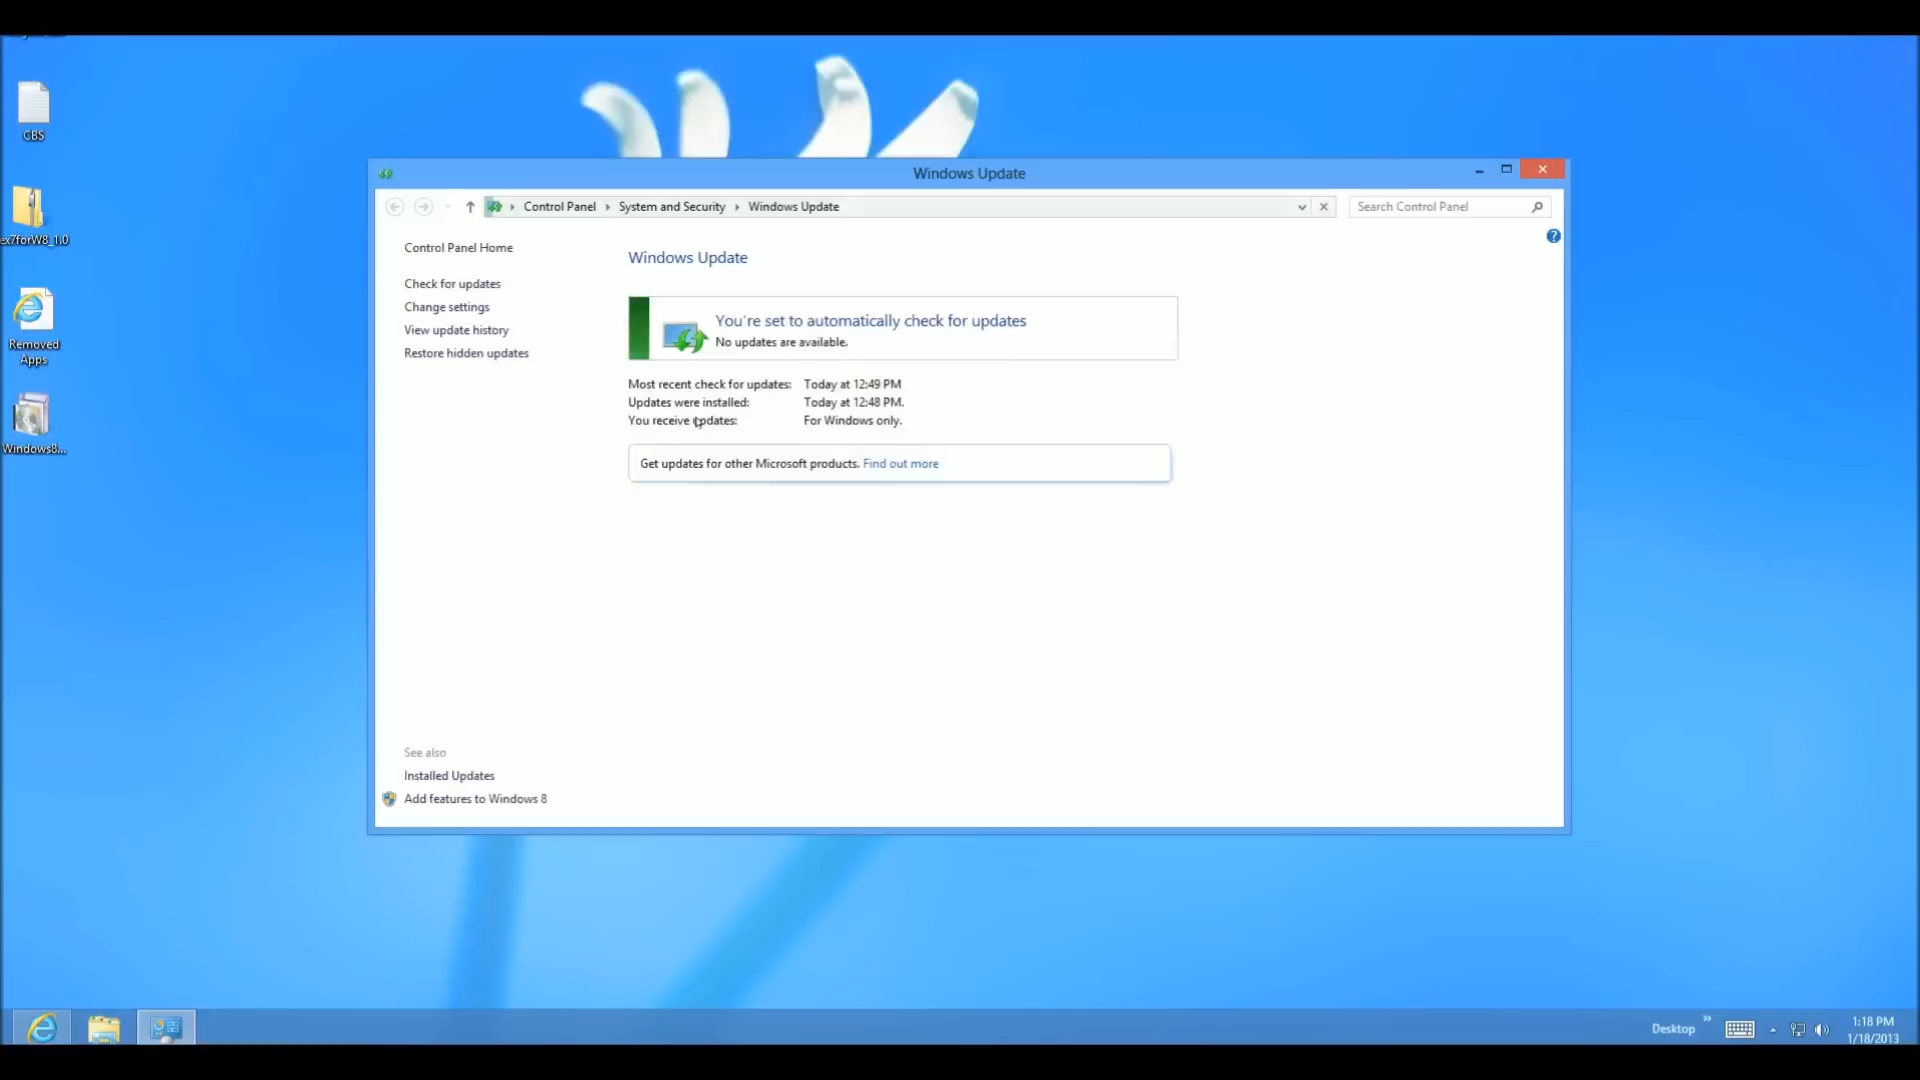 CBS
ex7forW8_1.0
Removed
Apps
Windows8...
Windows Update
Control Panel
System and Security
Windows Update
Search Control Panel
?
Control Panel Home
Check for updates
Change settings
View update history
Restore hidden updates
Windows Update
You're set to automatically check for updates
No updates are available.
Most recent check for updates: Today at 12:49 PM
Updates were installed: Today at 12:48 PM.
You receive updates: For Windows only.
Get updates for other Microsoft products. Find out more
See also
Installed Updates
Add features to Windows 8
Desktop
1:18 PM
1/18/2013